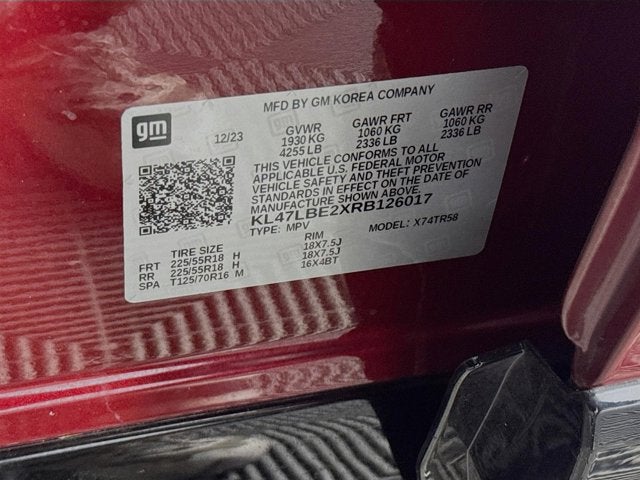 MFD BY GM KOREA COMPANY
gm
12/23
GVWR GAWR FRT GAWR RR
1930 KG 1060 KG 1060 KG
4255 LB 2336 LB 2336 LB
THIS VEHICLE CONFORMS TO ALL
APPLICABLE U.S. FEDERAL MOTOR
VEHICLE SAFETY AND THEFT PREVENTION
STANDARDS IN EFFECT ON THE DATE OF
MANUFACTURE SHOWN ABOVE.
KL47LBE2XRB126017
TYPE: MPV MODEL: X74TR58
TIRE SIZE RIM
FRT 225/55R18 H 18X7.5J
RR 225/55R18 H 18X7.5J
SPA T125/70R16 M 16X4BT